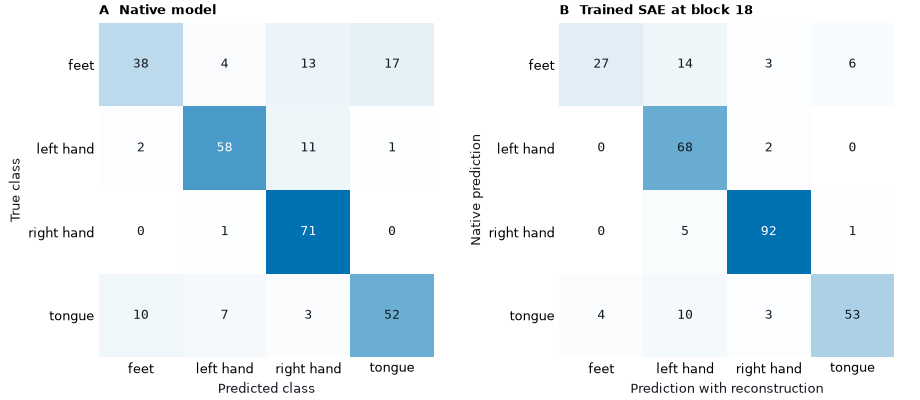 A Native model
feet 38 4 13 17
left hand 2 58 11 1
right hand 0 1 71 0
tongue 10 7 3 52
feet left hand right hand tongue
Predicted class
True class
B Trained SAE at block 18
feet 27 14 3 6
left hand 0 68 2 0
right hand 0 5 92 1
tongue 4 10 3 53
feet left hand right hand tongue
Prediction with reconstruction
Native prediction